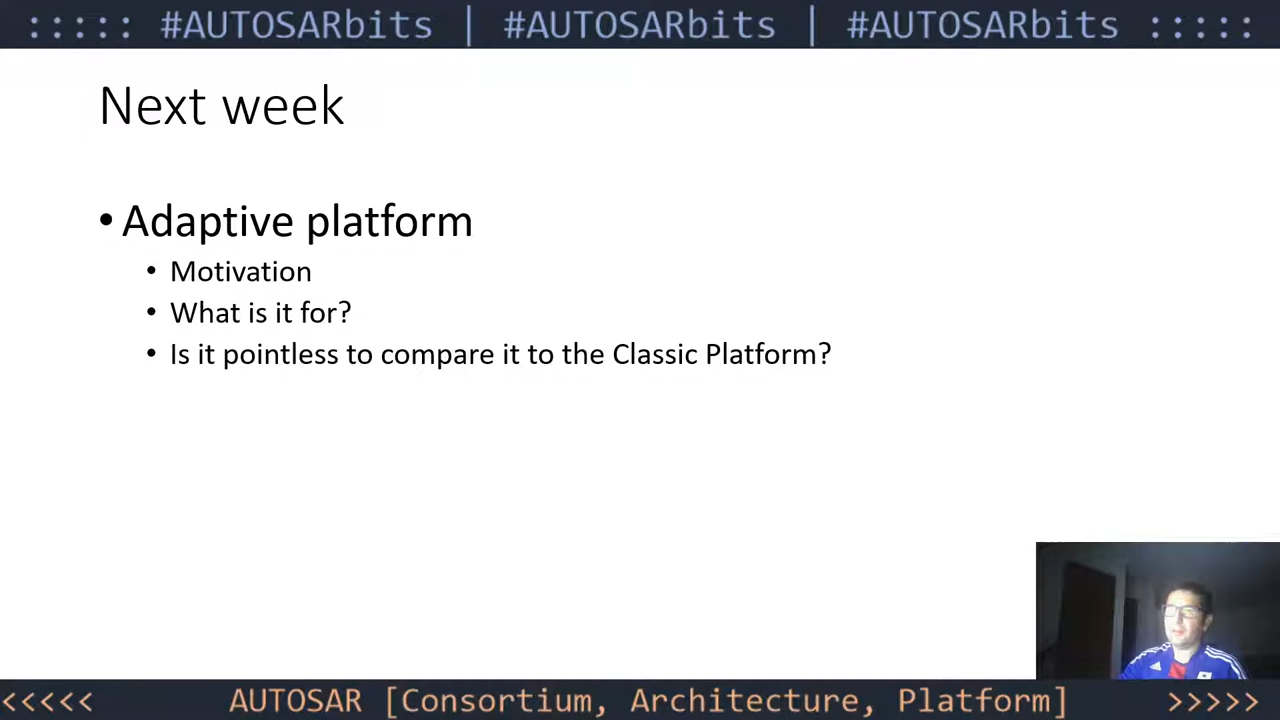 ::::: #AUTOSARbits | #AUTOSARbits | #AUTOSARbits :::::
Next week
• Adaptive platform
• Motivation
• What is it for?
• Is it pointless to compare it to the Classic Platform?
<<<<< AUTOSAR [Consortium, Architecture, Platform] >>>>>